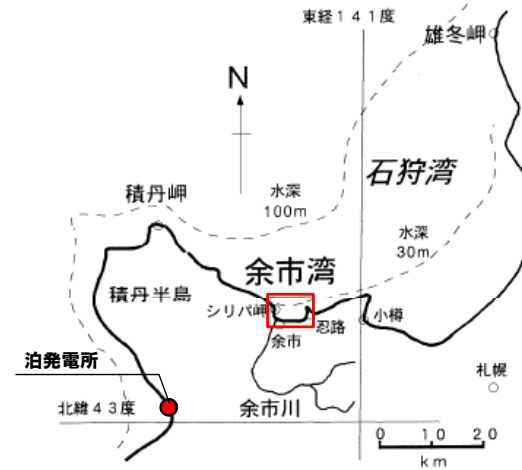 東経１４１度
雄冬岬
N
石狩湾
積丹岬
水深
100m
水深
30m
余市湾
積丹半島
シリパ岬
忍路
小樽
余市
泊発電所
札幌
北緯４３度
余市川
0 10 20
km